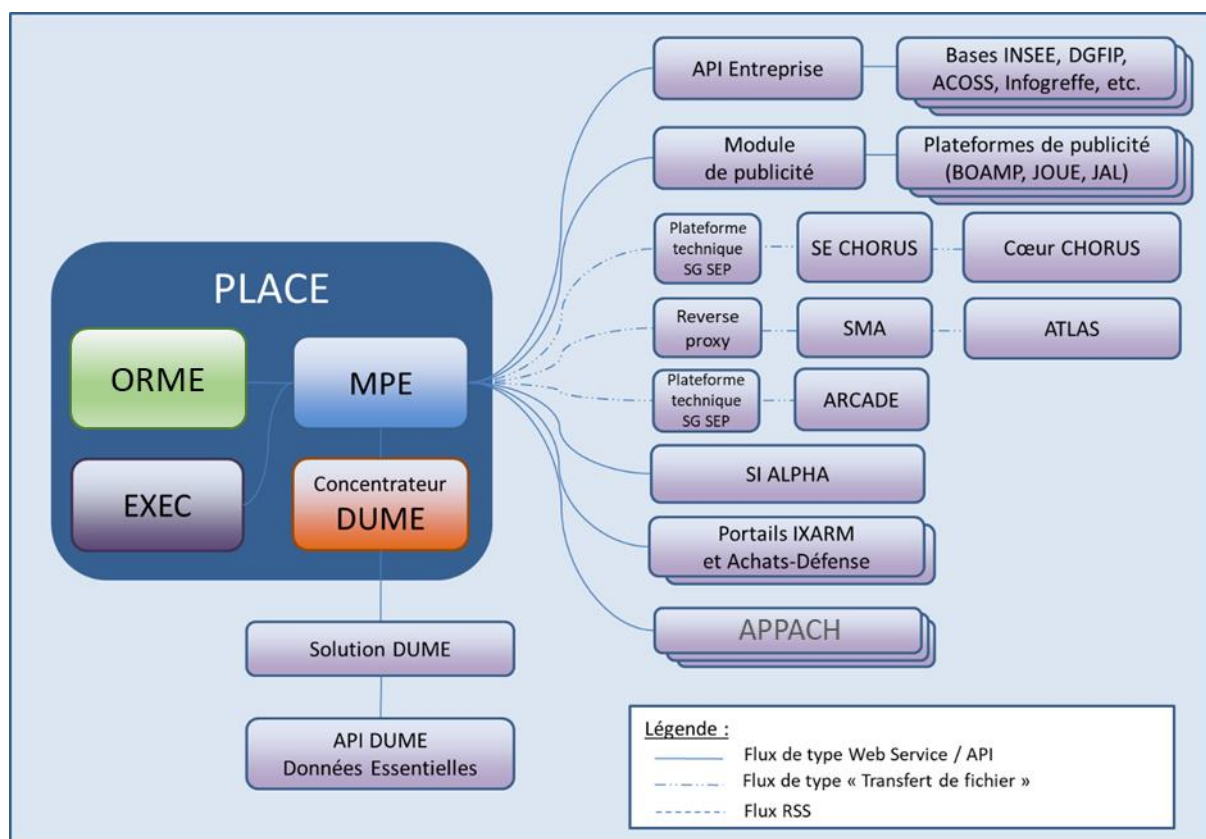 PLACE
ORME
MPE
EXEC
Concentrateur
DUME
Solution DUME
API DUME
Données Essentielles
API Entreprise
Bases INSEE, DGFIP,
ACOSS, Infogreffe, etc.
Module
de publicité
Plateformes de publicité
(BOAMP, JOUE, JAL)
Plateforme
technique
SG SEP
SE CHORUS
Cœur CHORUS
Reverse
proxy
SMA
ATLAS
Plateforme
technique
SG SEP
ARCADE
SI ALPHA
Portails IXARM
et Achats-Défense
APPACH
Légende :
Flux de type Web Service / API
Flux de type « Transfert de fichier »
Flux RSS